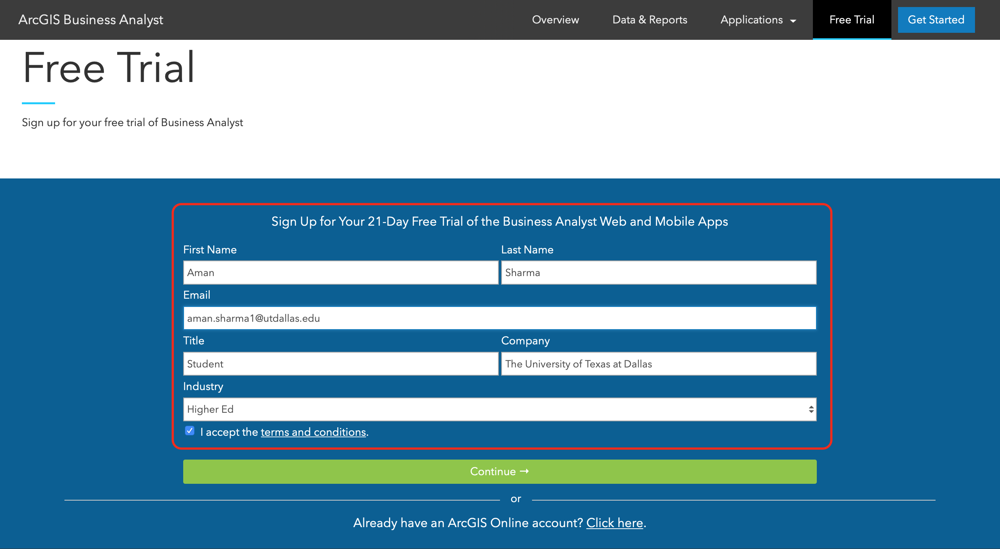 ArcGIS Business Analyst
Overview
Data & Reports
Applications
Free Trial
Get Started
Free Trial
Sign up for your free trial of Business Analyst
Sign Up for Your 21-Day Free Trial of the Business Analyst Web and Mobile Apps
First Name
Last Name
Aman
Sharma
Email
aman.sharma1@utdallas.edu
Title
Company
Student
The University of Texas at Dallas
Industry
Higher Ed
I accept the terms and conditions.
Continue →
or
Already have an ArcGIS Online account? Click here.